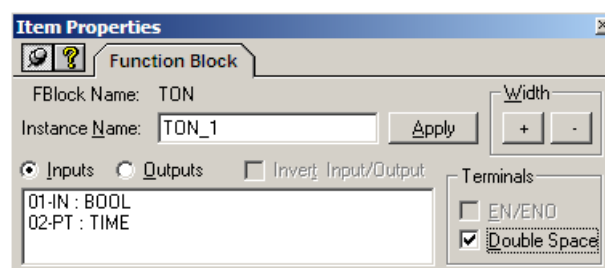 Item Properties
Function Block
FBlock Name: TON
Width
Instance Name: TON_1 Apply + -
Inputs Outputs Invert Input/Output
Terminals
01-IN : BOOL
02-PT : TIME
EN/ENO
Double Space